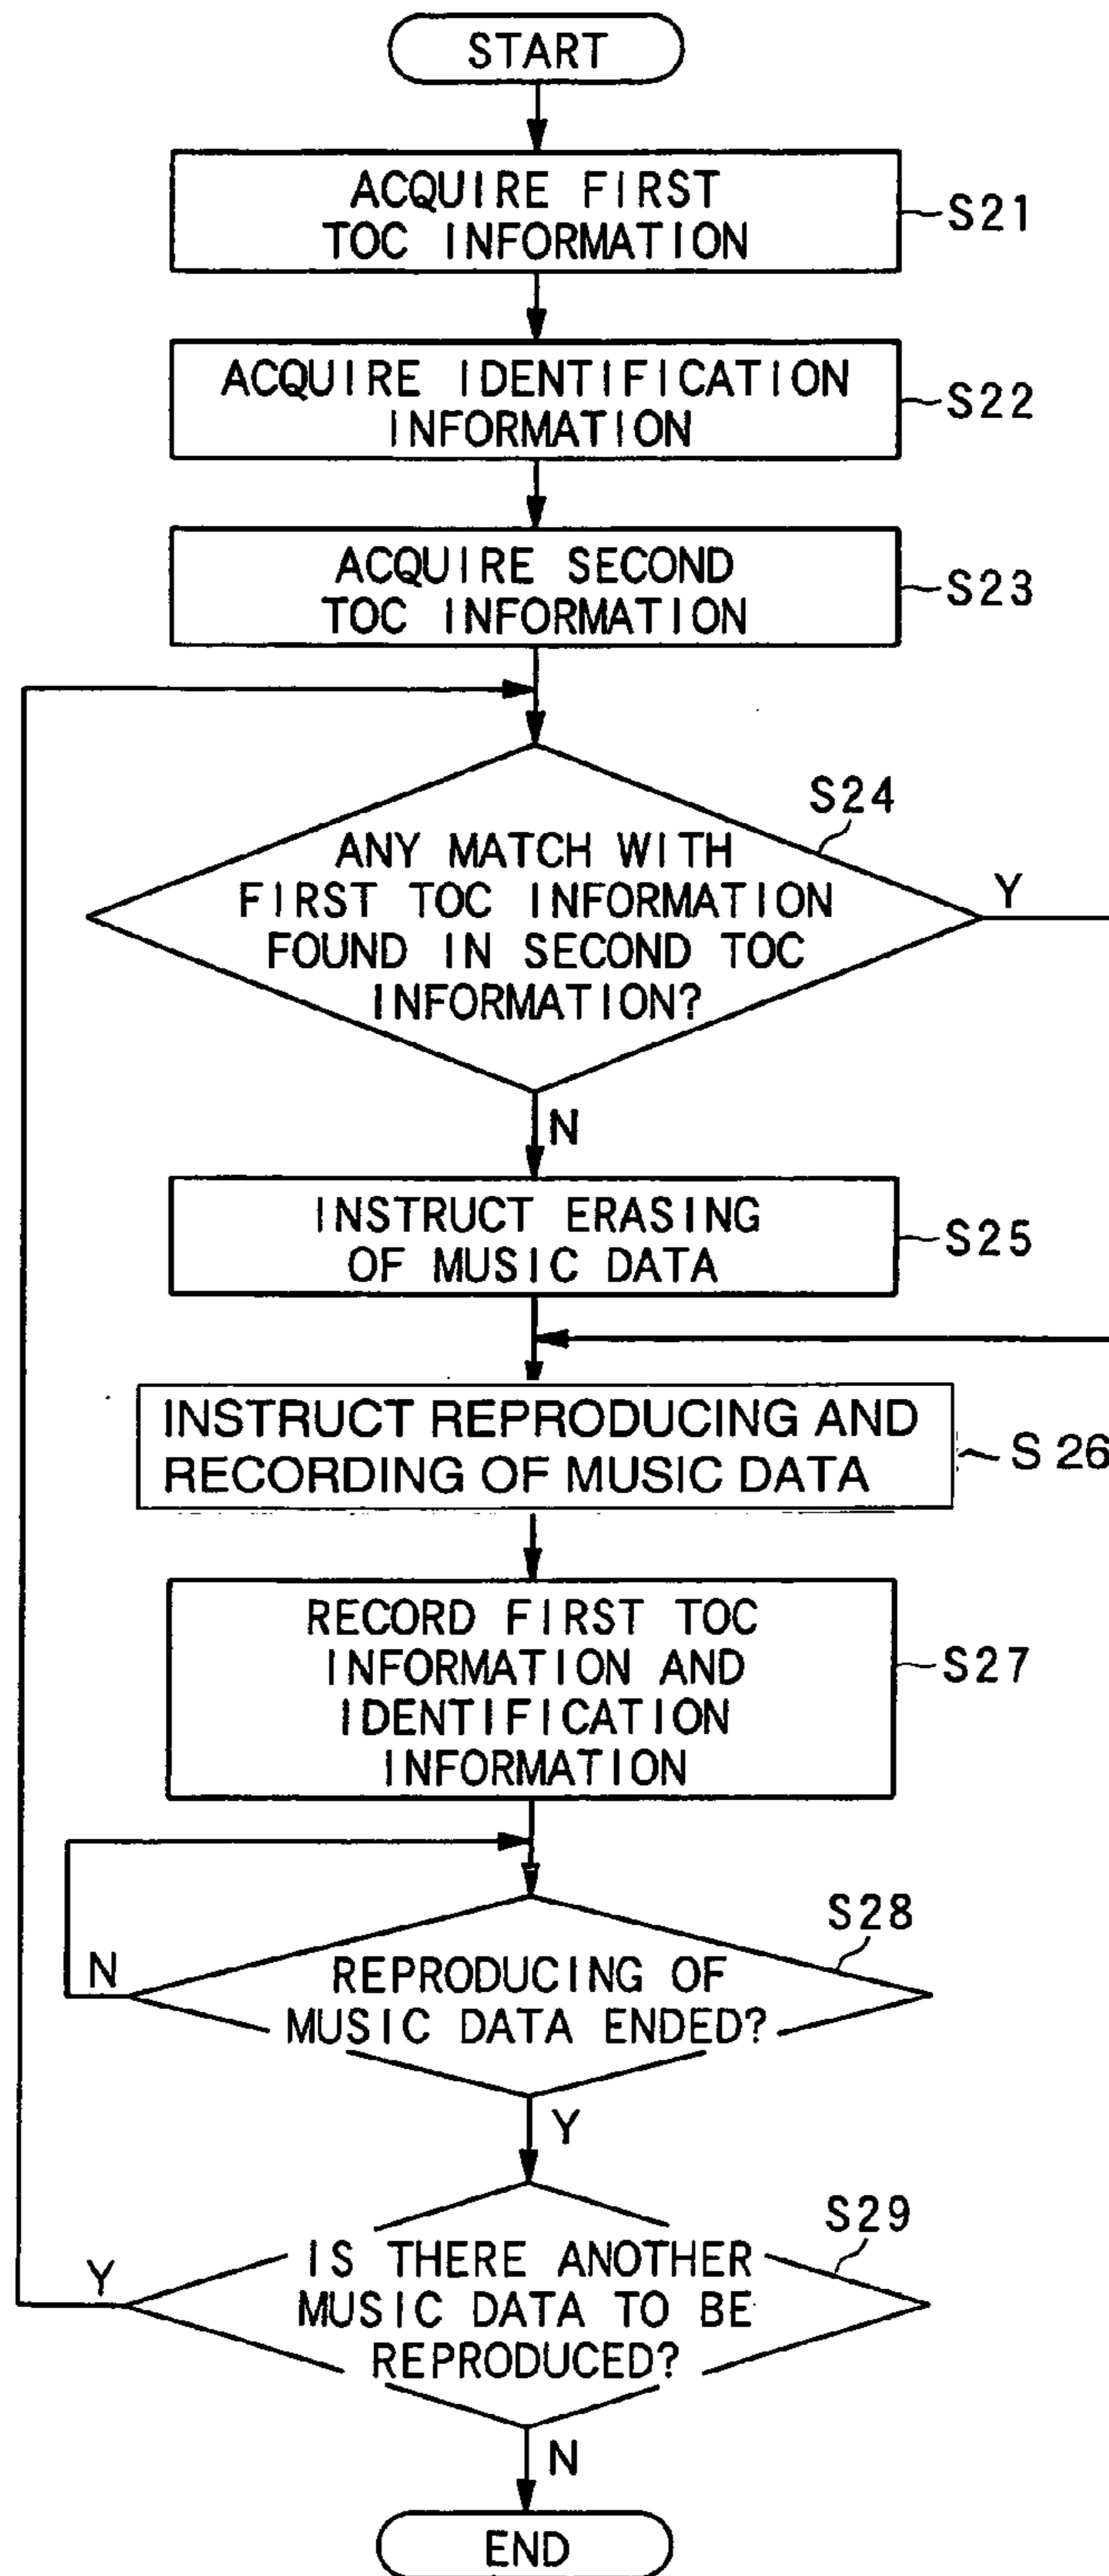 START
ACQUIRE FIRST
TOC INFORMATION
S21
ACQUIRE IDENTIFICATION
INFORMATION
S22
ACQUIRE SECOND
TOC INFORMATION
S23
S24
ANY MATCH WITH
FIRST TOC INFORMATION
FOUND IN SECOND TOC
INFORMATION?
Y
N
INSTRUCT ERASING
OF MUSIC DATA
S25
INSTRUCT REPRODUCING AND
RECORDING OF MUSIC DATA
S 26
RECORD FIRST TOC
INFORMATION AND
IDENTIFICATION
INFORMATION
S27
S28
N
REPRODUCING OF
MUSIC DATA ENDED?
Y
S29
Y
IS THERE ANOTHER
MUSIC DATA TO BE
REPRODUCED?
N
END